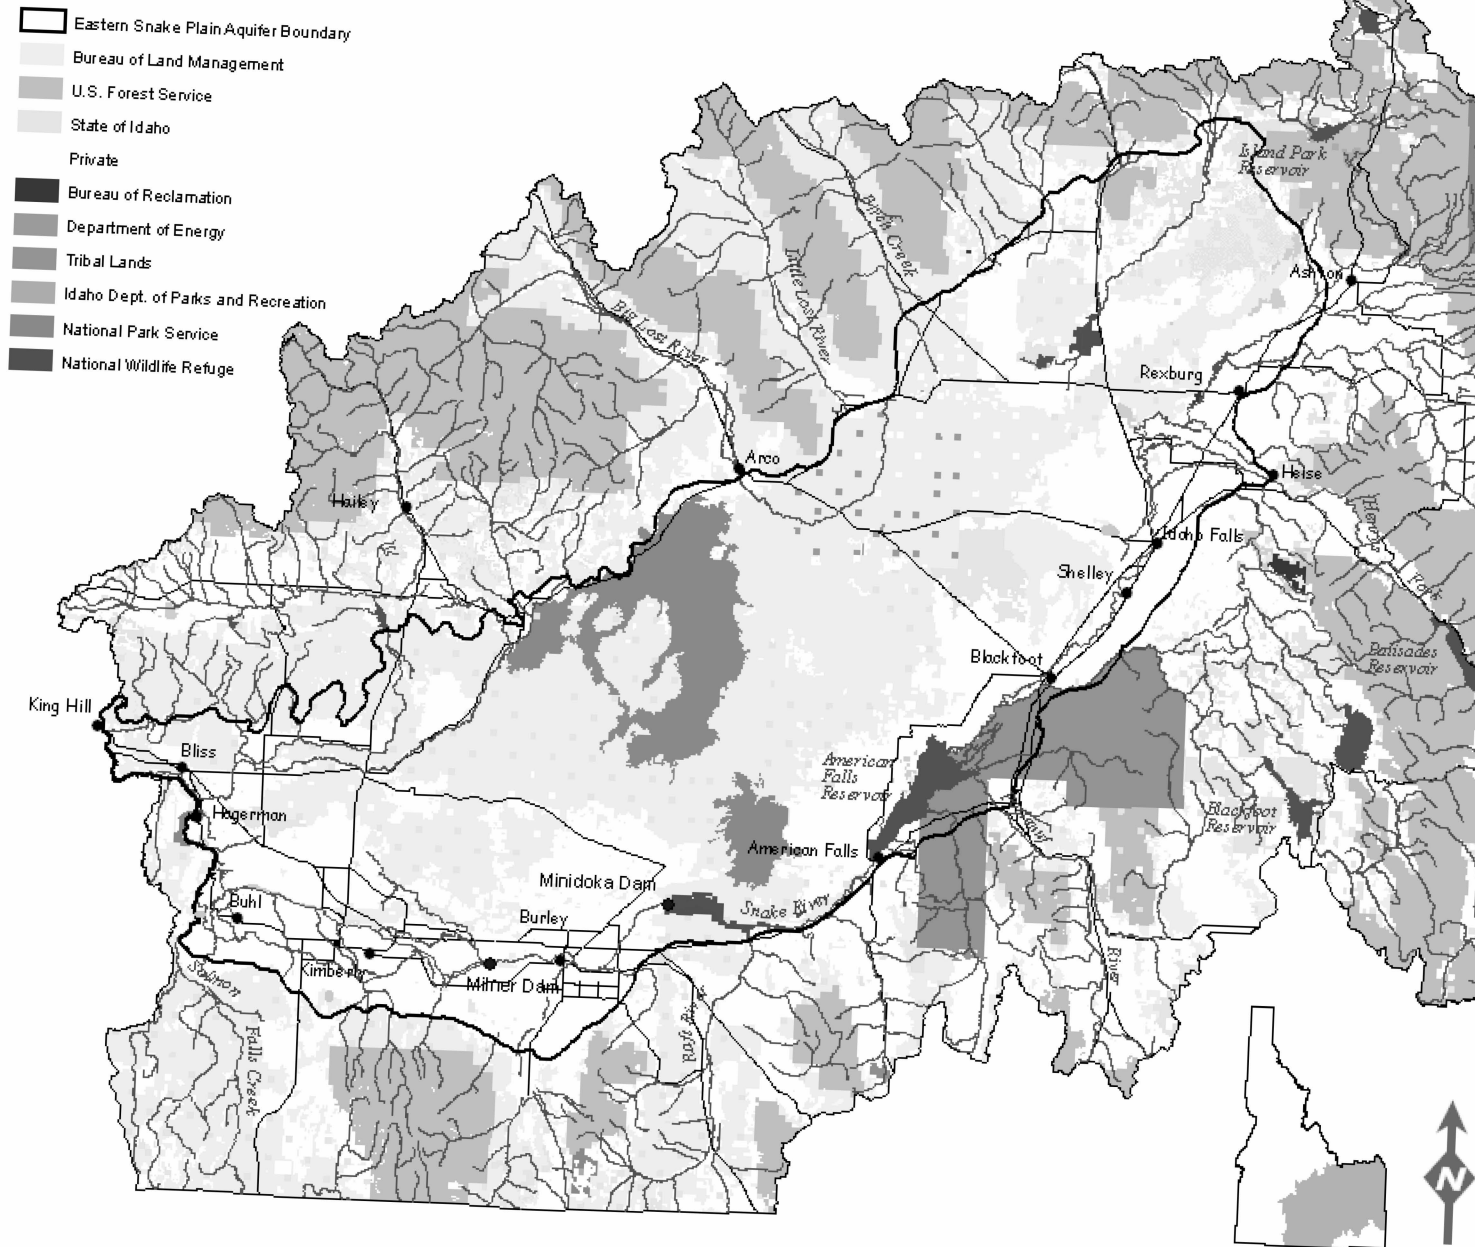 Eastern Snake Plain Aquifer Boundary
Bureau of Land Management
U.S. Forest Service
State of Idaho
Private
Bureau of Reclamation
Department of Energy
Tribal Lands
Idaho Dept. of Parks and Recreation
National Park Service
National Wildlife Refuge
Island Park
Reservoir
Birch Creek
Little Lost River
Big Lost River
Ashton
Rexburg
Arco
Heise
Hailey
Henrys
Fork
Idaho Falls
Shelley
Blackfoot
Palisades
Reservoir
King Hill
Bliss
American
Falls
Reservoir
Hagerman
Blackfoot
Reservoir
American Falls
Minidoka Dam
Buhl
Burley
Snake River
Kimberly
Milner Dam
Salmon
Falls Creek
Raft River
River
N